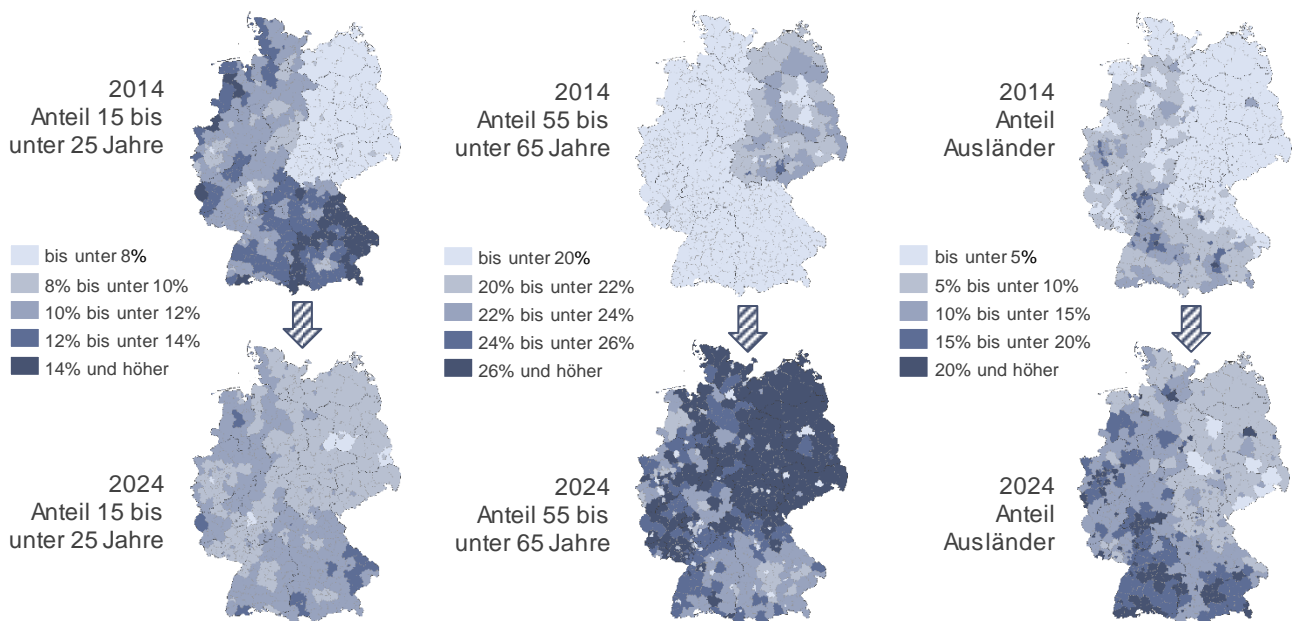 2014
Anteil 15 bis
unter 25 Jahre
bis unter 8%
8% bis unter 10%
10% bis unter 12%
12% bis unter 14%
14% und höher
2024
Anteil 15 bis
unter 25 Jahre
2014
Anteil 55 bis
unter 65 Jahre
bis unter 20%
20% bis unter 22%
22% bis unter 24%
24% bis unter 26%
26% und höher
2024
Anteil 55 bis
unter 65 Jahre
2014
Anteil
Ausländer
bis unter 5%
5% bis unter 10%
10% bis unter 15%
15% bis unter 20%
20% und höher
2024
Anteil
Ausländer